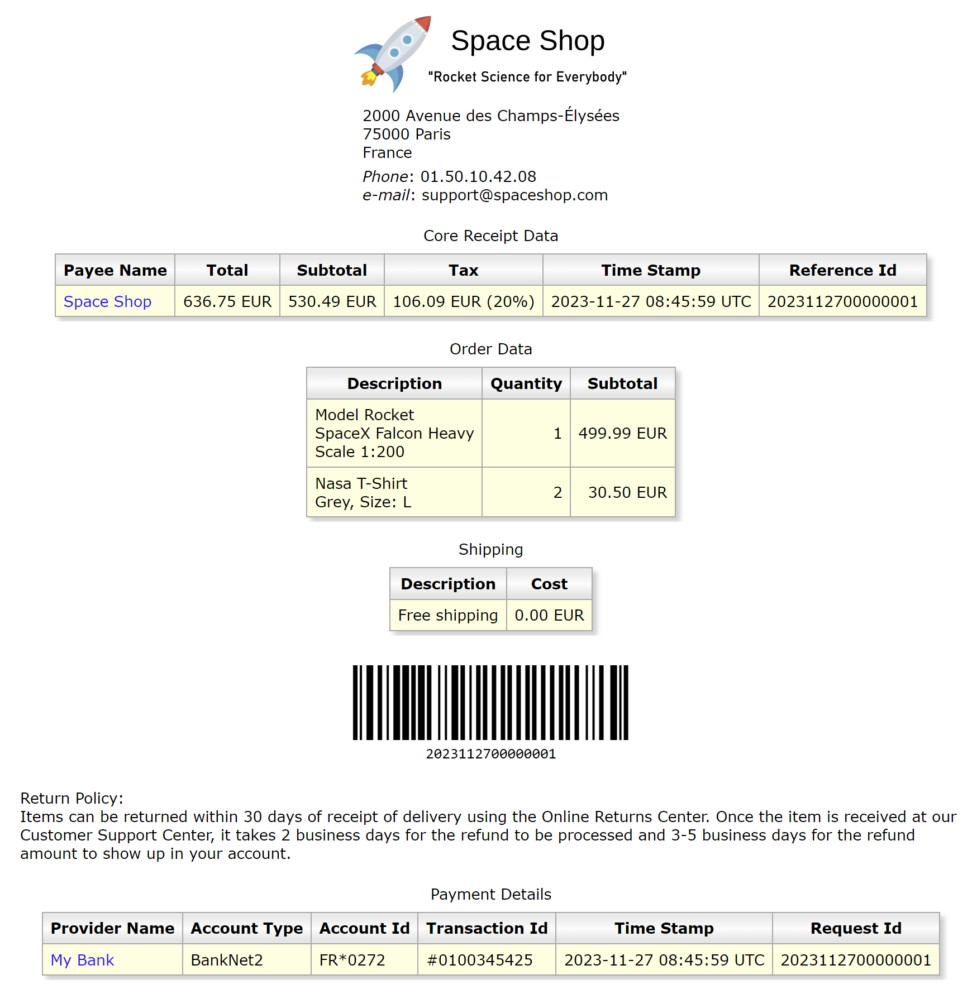 Space Shop
"Rocket Science for Everybody"
2000 Avenue des Champs-Élysées
75000 Paris
France
Phone: 01.50.10.42.08
e-mail: support@spaceshop.com
Core Receipt Data
Payee Name Total Subtotal Tax Time Stamp Reference Id
Space Shop 636.75 EUR 530.49 EUR 106.09 EUR (20%) 2023-11-27 08:45:59 UTC 2023112700000001
Order Data
Description Quantity Subtotal
Model Rocket
SpaceX Falcon Heavy 1 499.99 EUR
Scale 1:200
Nasa T-Shirt
Grey, Size: L
2 30.50 EUR
Shipping
Description Cost
Free shipping 0.00 EUR
2023112700000001
Return Policy:
Items can be returned within 30 days of receipt of delivery using the Online Returns Center. Once the item is received at our
Customer Support Center, it takes 2 business days for the refund to be processed and 3-5 business days for the refund
amount to show up in your account.
Payment Details
Provider Name Account Type Account Id Transaction Id Time Stamp Request Id
My Bank BankNet2 FR*0272 #0100345425 2023-11-27 08:45:59 UTC 2023112700000001